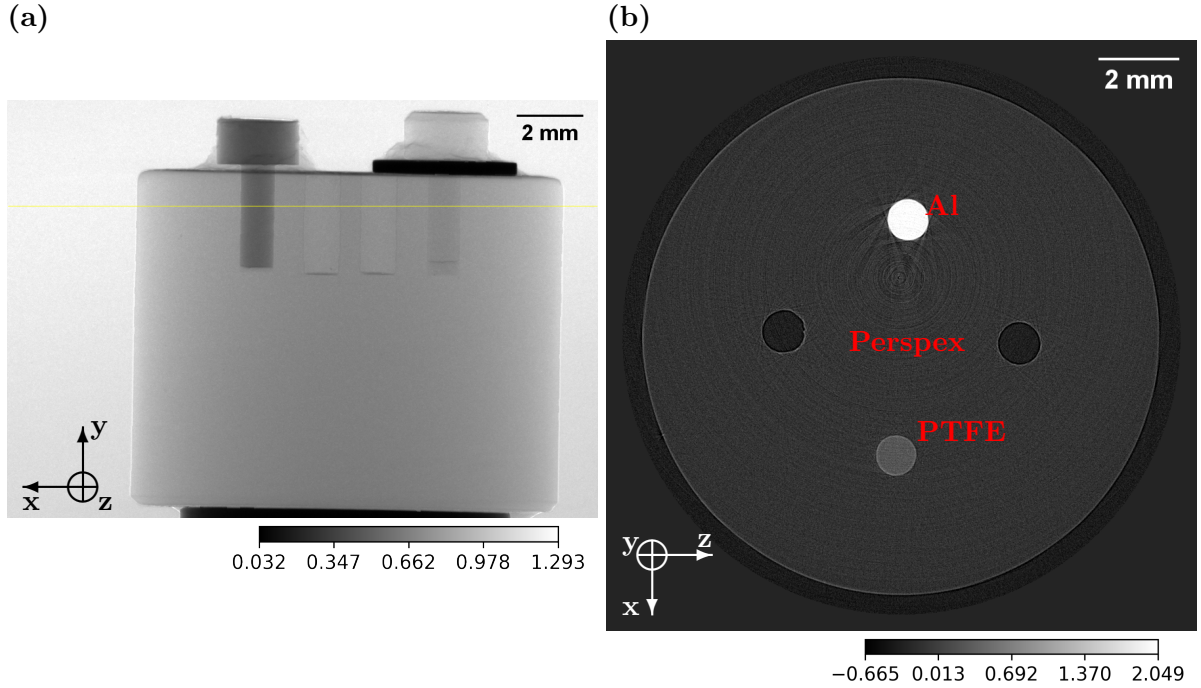 (a)
2 mm
y
x
z
0.032 0.347 0.662 0.978 1.293
(b)
2 mm
Al
Perspex
PTFE
y
z
x
−0.665 0.013 0.692 1.370 2.049